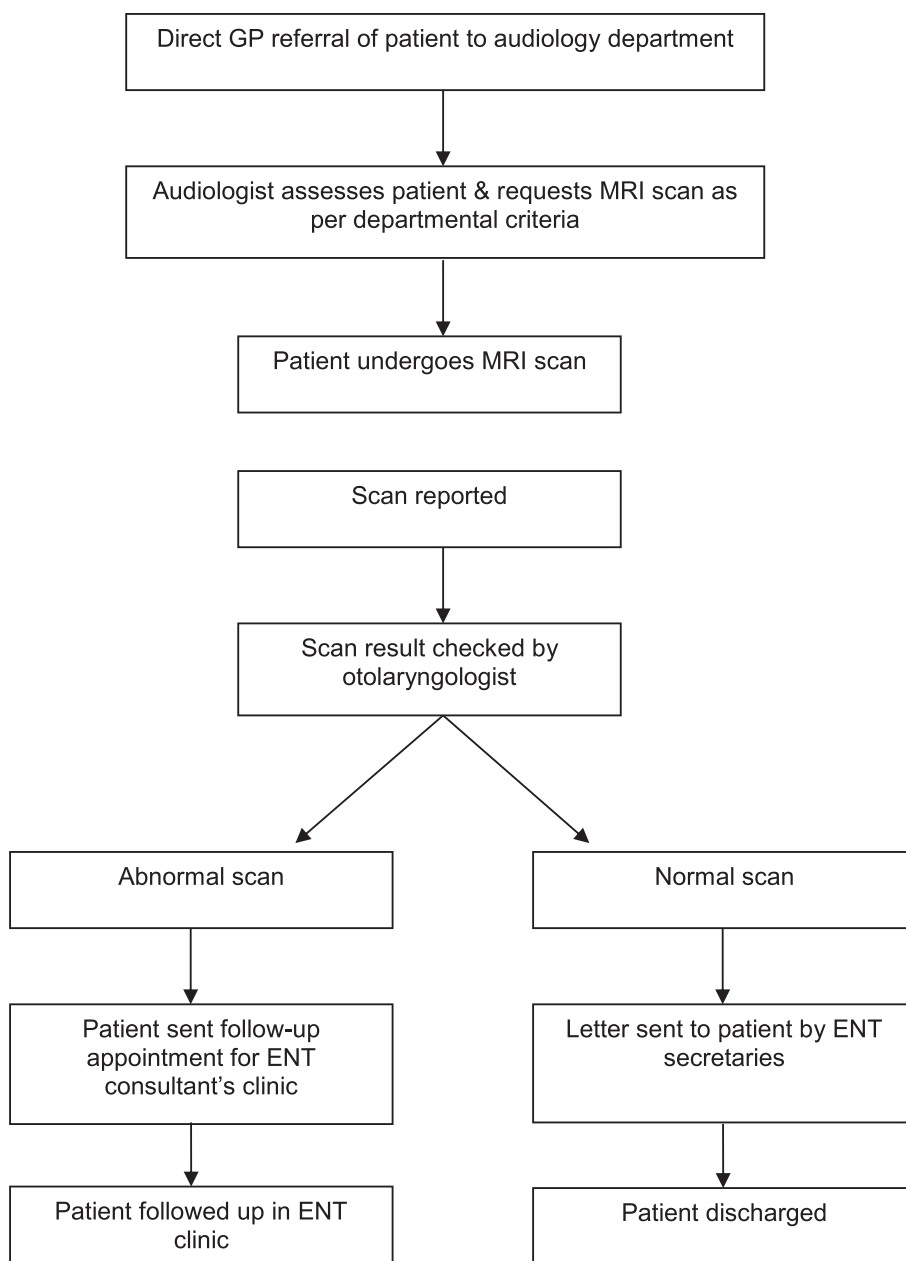 Direct GP referral of patient to audiology department
Audiologist assesses patient & requests MRI scan as
per departmental criteria
Patient undergoes MRI scan
Scan reported
Scan result checked by
otolaryngologist
Abnormal scan
Normal scan
Patient sent follow-up
appointment for ENT
consultant’s clinic
Letter sent to patient by ENT
secretaries
Patient followed up in ENT
clinic
Patient discharged